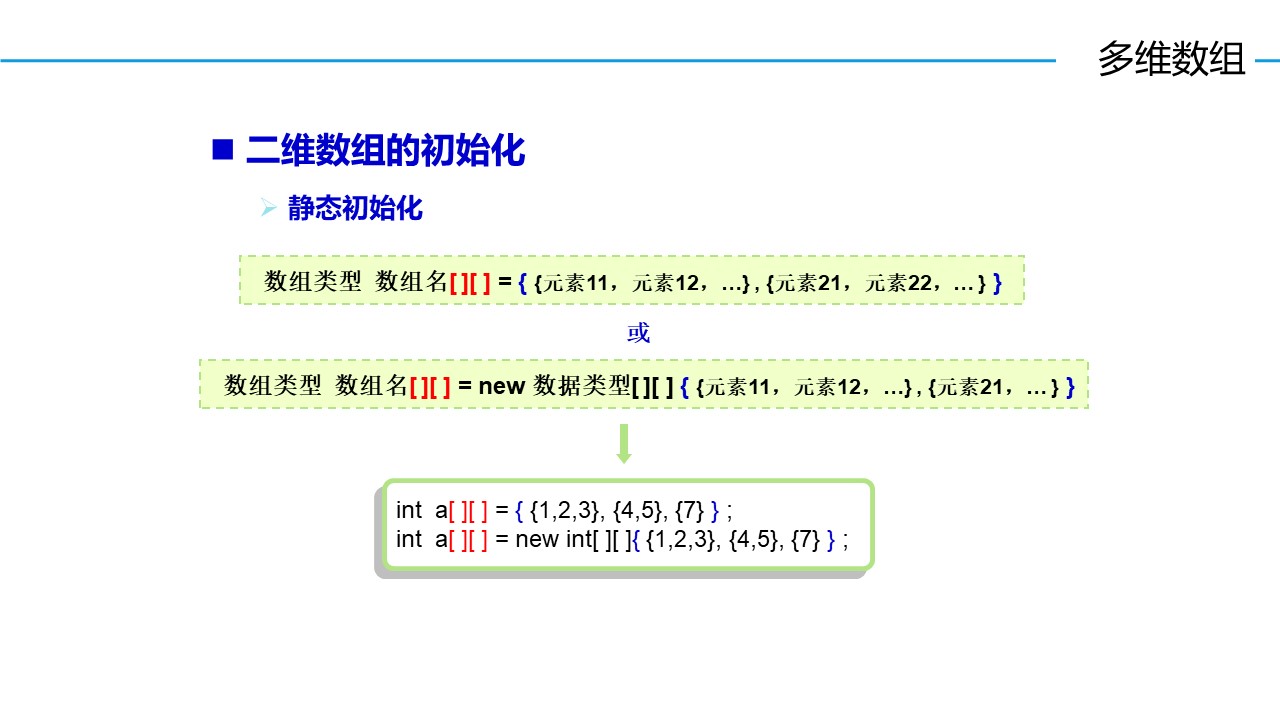 多维数组
二维数组的初始化
静态初始化
数组类型 数组名[ ][ ] = { {元素11，元素12，…} , {元素21，元素22，… } }
或
数组类型 数组名[ ][ ] = new 数据类型[ ][ ] { {元素11，元素12，…} , {元素21，… } }
int a[ ][ ] = { {1,2,3}, {4,5}, {7} } ;
int a[ ][ ] = new int[ ][ ]{ {1,2,3}, {4,5}, {7} } ;